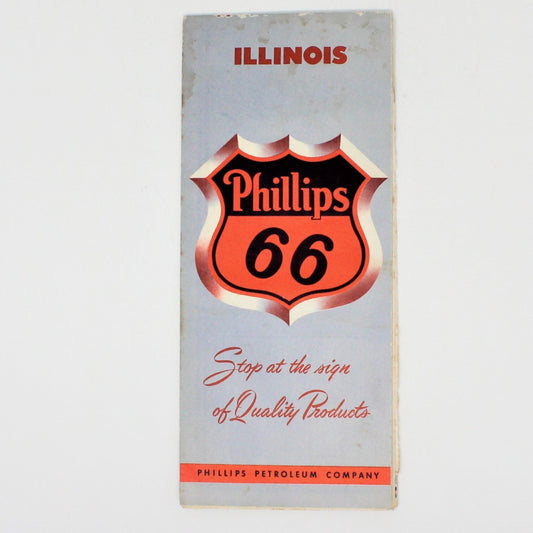 ILLINOIS
Phillips
66
Stop at the sign
of Quality Products
PHILLIPS PETROLEUM COMPANY